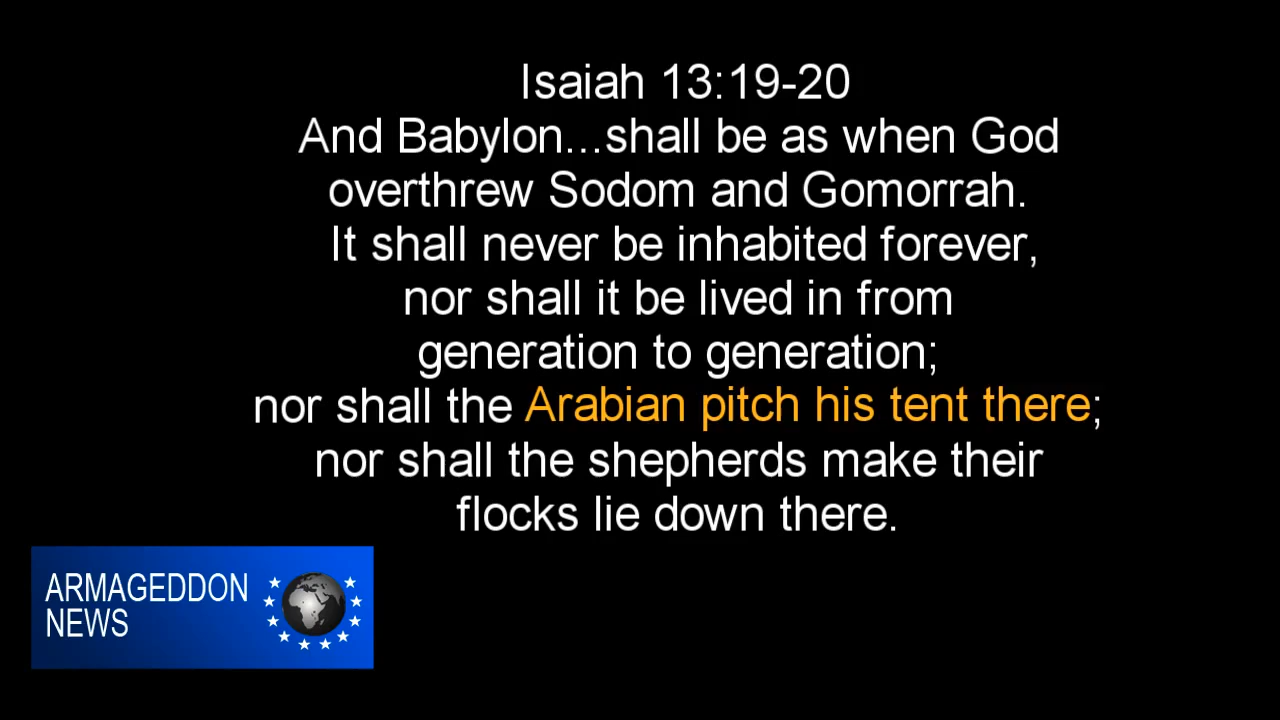 Isaiah 13:19-20
And Babylon...shall be as when God
overthrew Sodom and Gomorrah.
It shall never be inhabited forever,
nor shall it be lived in from
generation to generation;
nor shall the Arabian pitch his tent there;
nor shall the shepherds make their
flocks lie down there.
ARMAGEDDON
NEWS